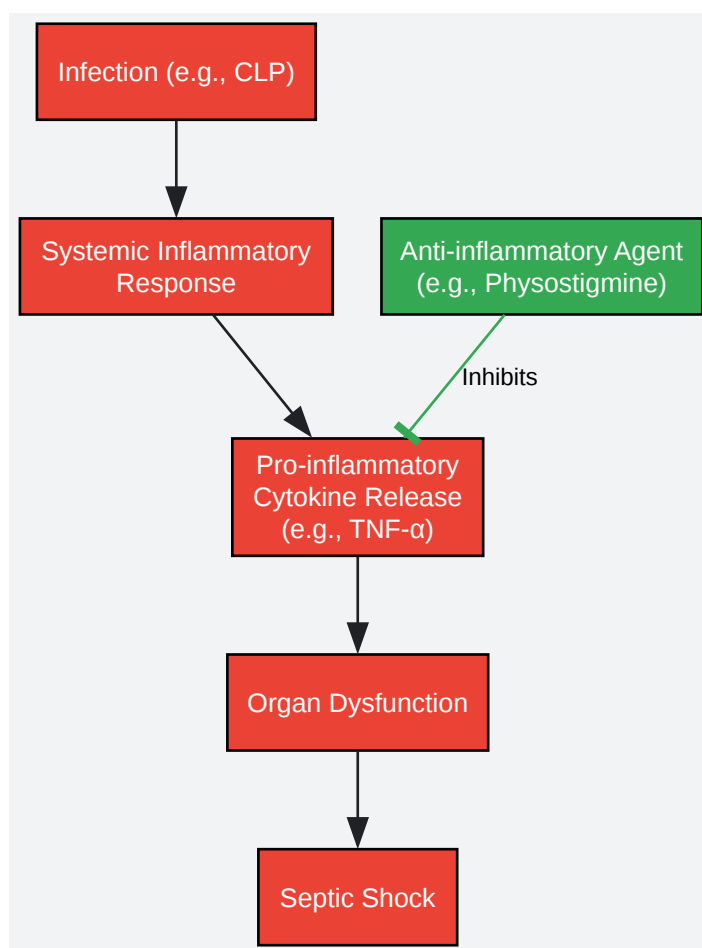 Infection (e.g., CLP)
Systemic Inflammatory
Response
Anti-inflammatory Agent
(e.g., Physostigmine)
Inhibits
Pro-inflammatory
Cytokine Release
(e.g., TNF-α)
Organ Dysfunction
Septic Shock